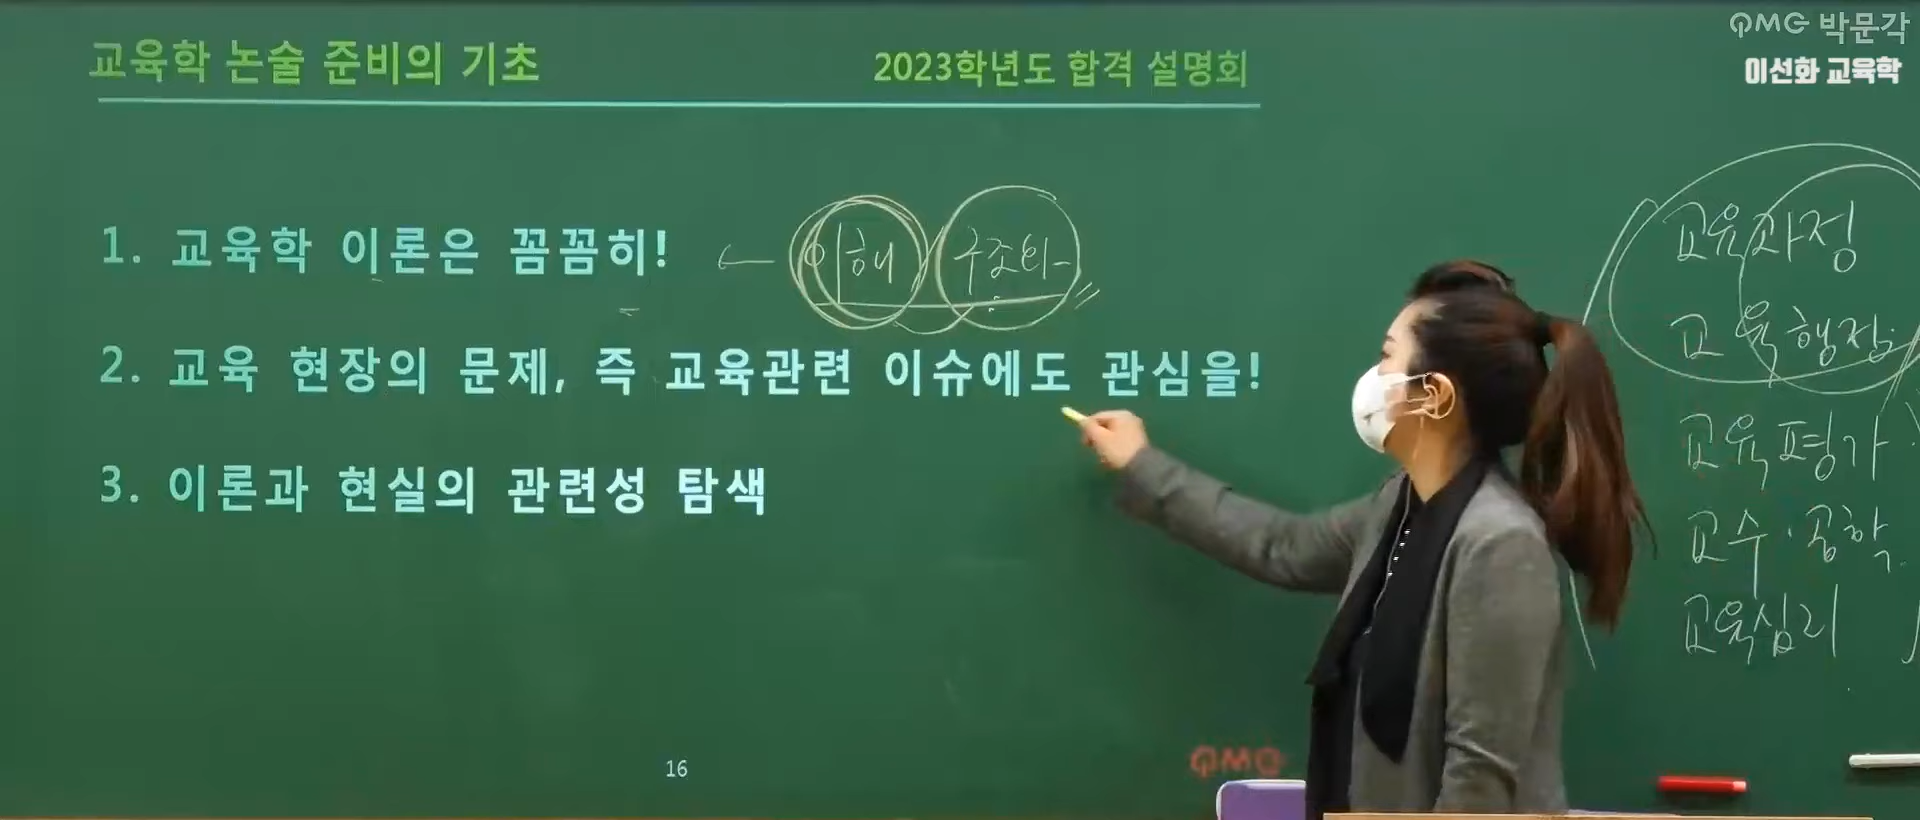 PMG 박문각
이선화 교육학
교육학 논술 준비의 기초
2023학년도 합격 설명회
1. 교육학 이론은 꼼꼼히!
이해 구조화
2. 교육 현장의 문제, 즉 교육관련 이슈에도 관심을!
3. 이론과 현실의 관련성 탐색
교육과정
교육행정
교육평가
교수·공학
교육심리
16
PMG